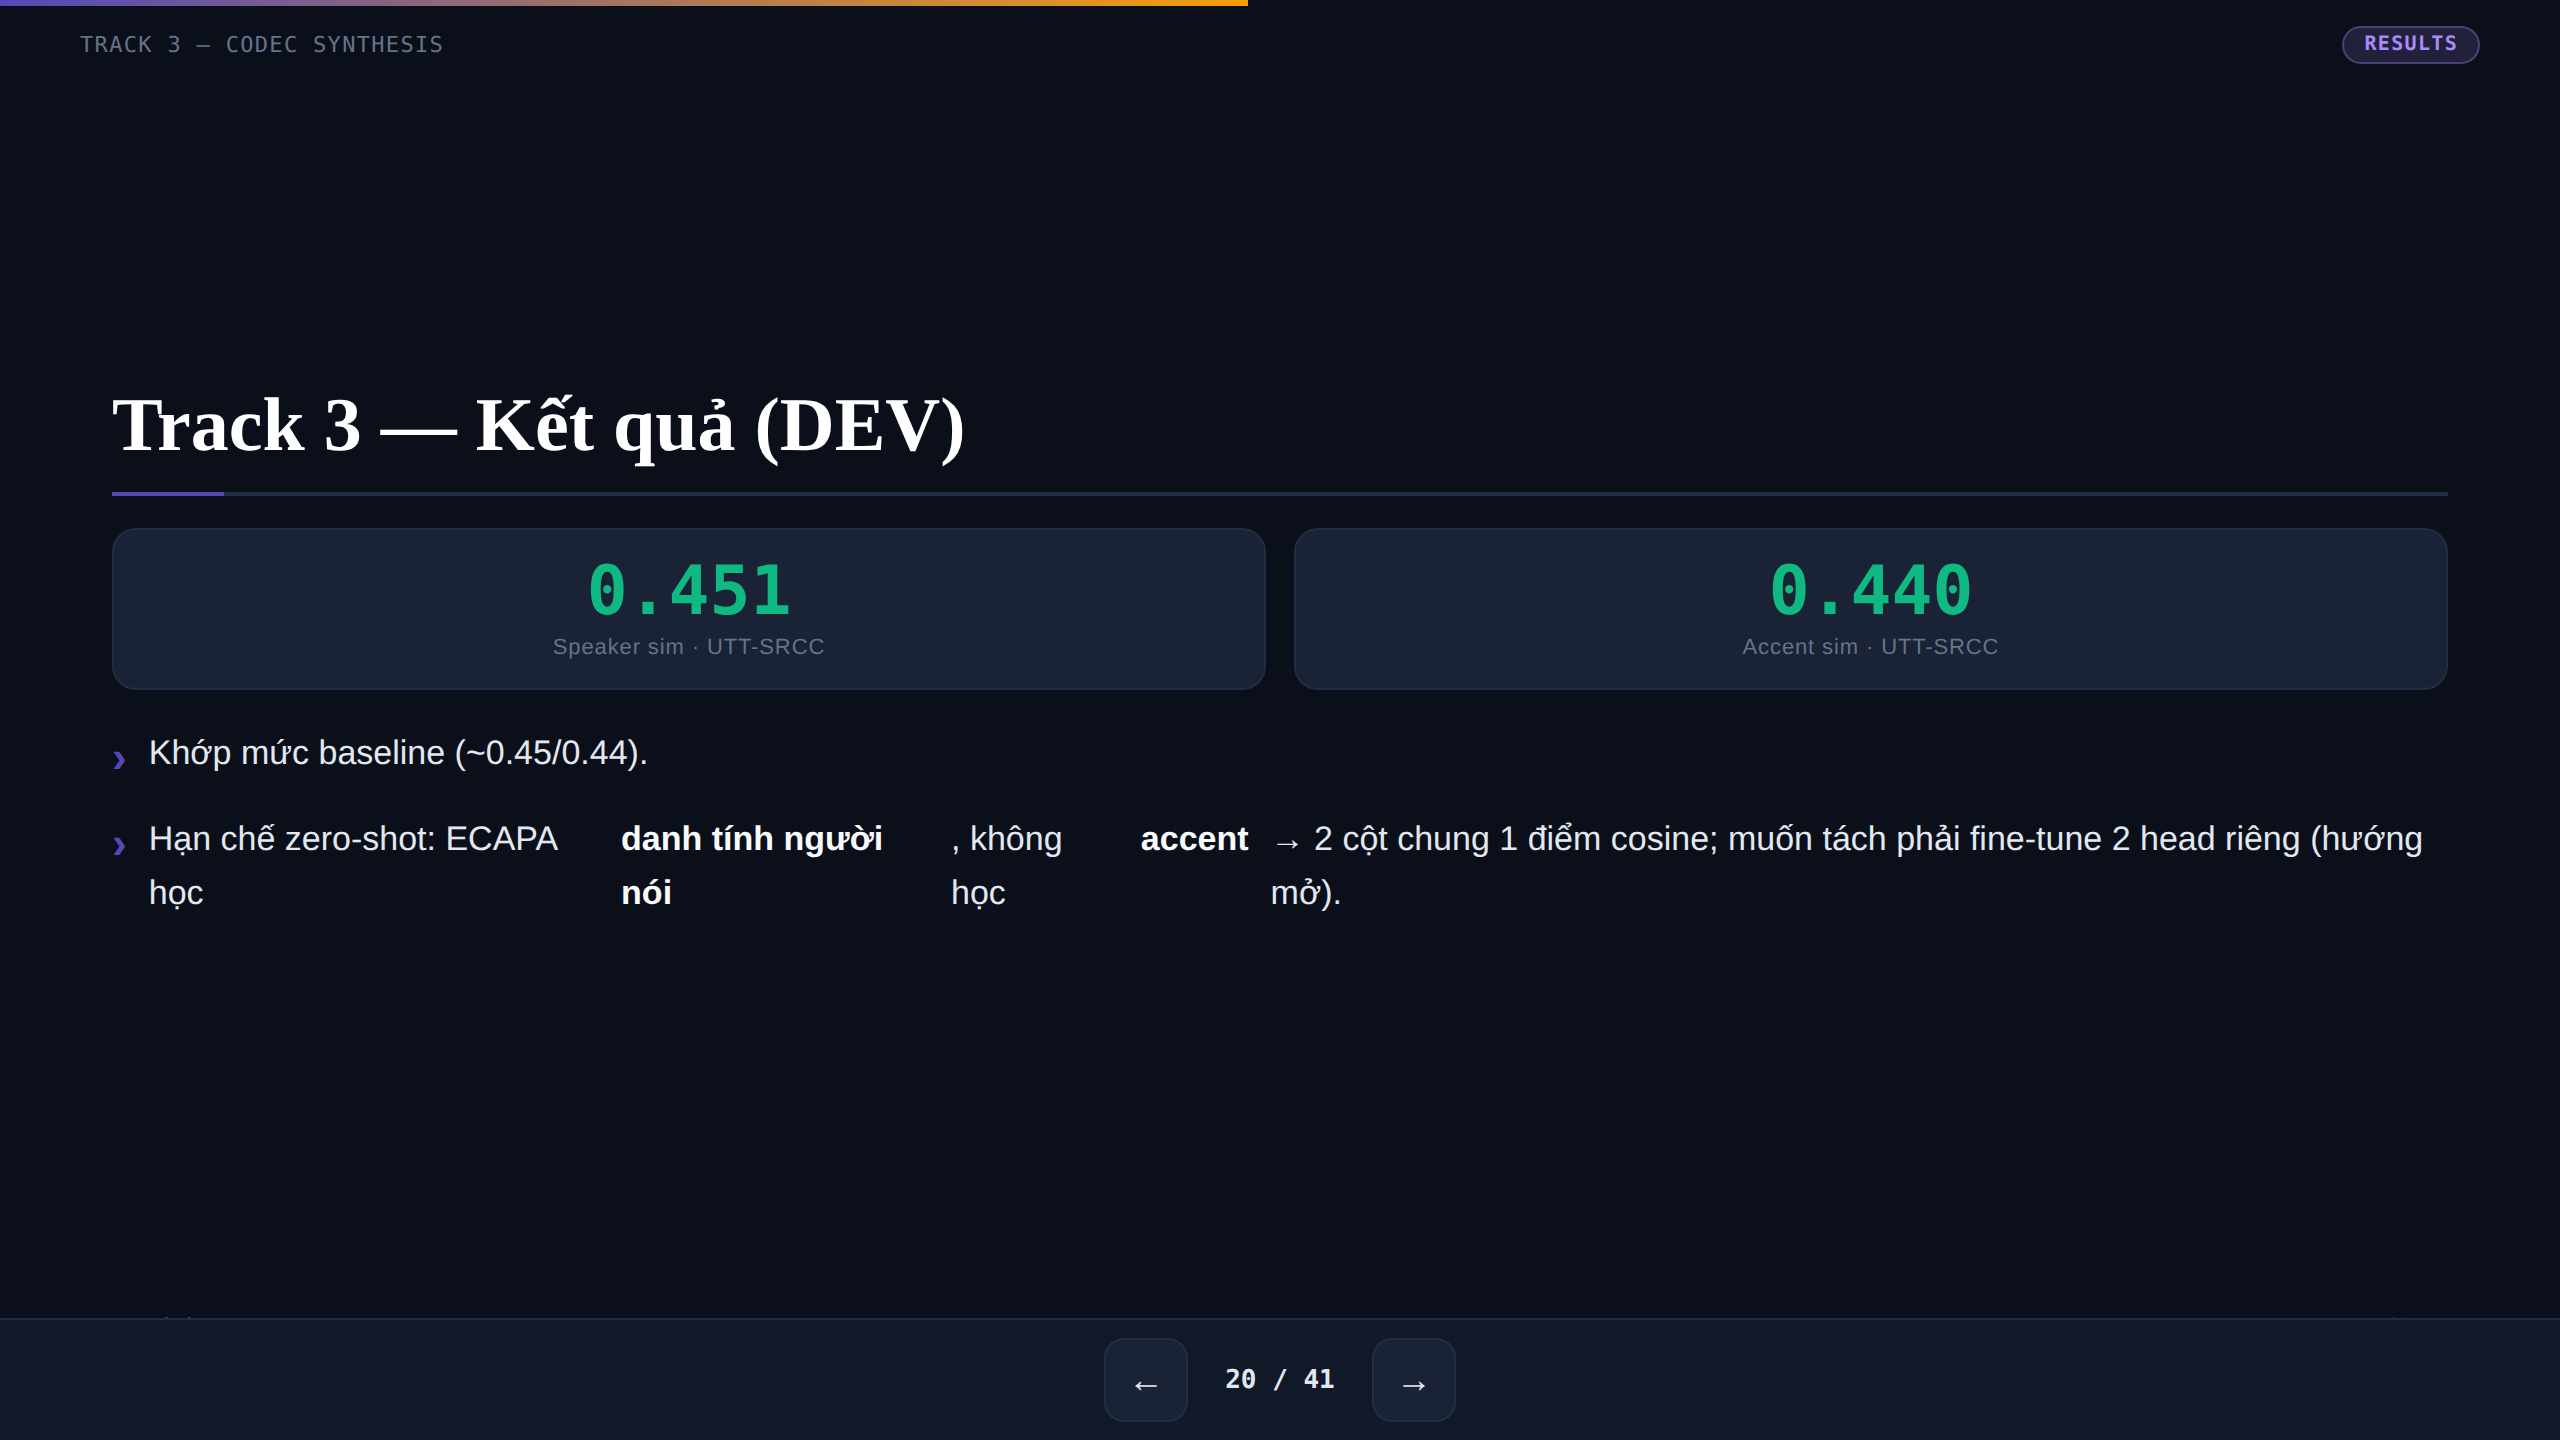 TRACK 3 — CODEC SYNTHESIS
RESULTS
Track 3 — Kết quả (DEV)
0.451
Speaker sim · UTT-SRCC
0.440
Accent sim · UTT-SRCC
› Khớp mức baseline (~0.45/0.44).
› Hạn chế zero-shot: ECAPA học danh tính người nói , không học accent → 2 cột chung 1 điểm cosine; muốn tách phải fine-tune 2 head riêng (hướng mở).
← 20 / 41 →